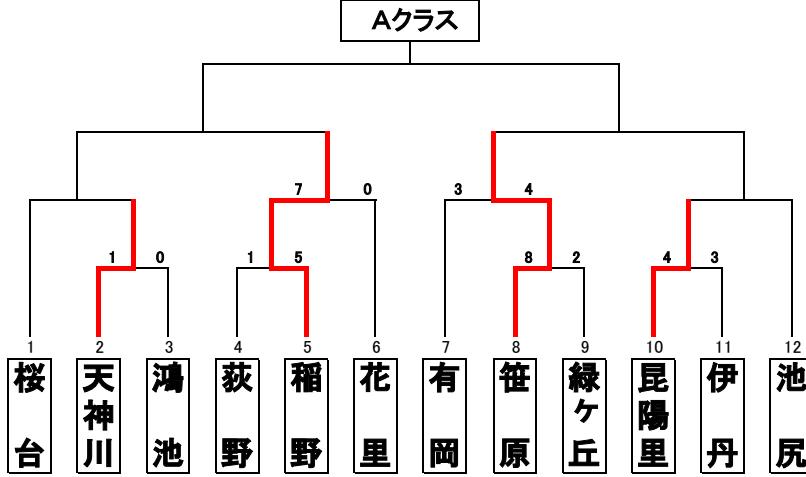 Aクラス
7 0 3 4
1 0 1 5 8 2 4 3
1 2 3 4 5 6 7 8 9 10 11 12
桜台
天神川
鴻池
荻野
稲野
花里
有岡
笹原
緑ヶ丘
昆陽里
伊丹
池尻